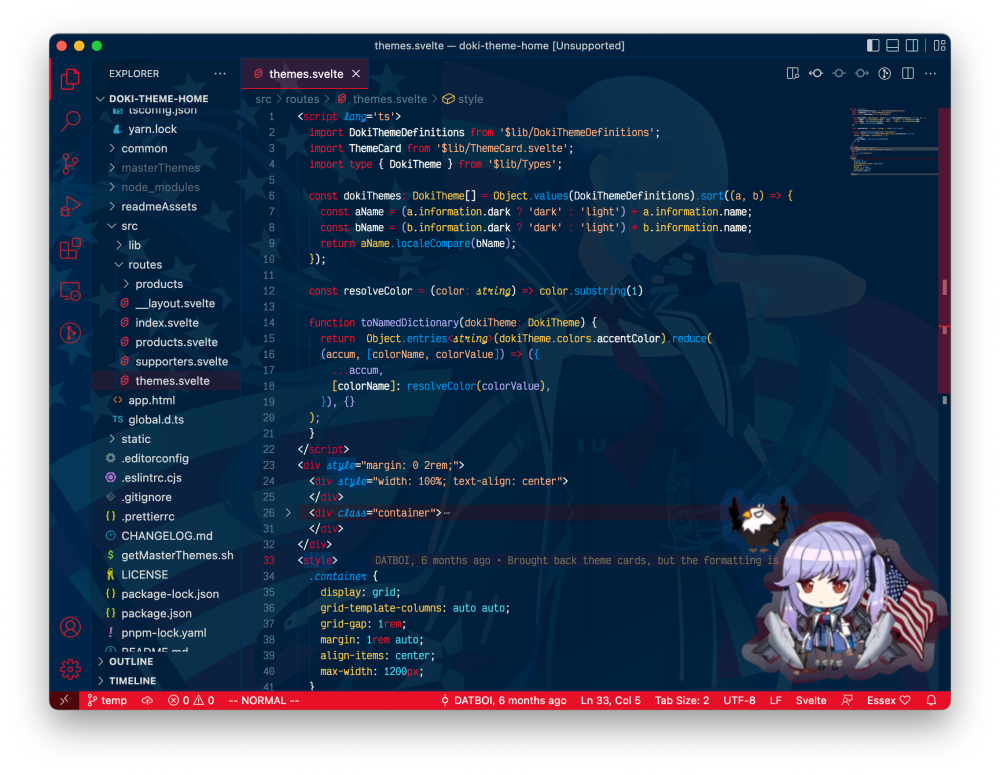 themes.svelte — doki-theme-home [Unsupported]
EXPLORER
DOKI-THEME-HOME
tsconfig.json
yarn.lock
common
masterThemes
node_modules
readmeAssets
src
lib
routes
products
__layout.svelte
index.svelte
products.svelte
supporters.svelte
themes.svelte
app.html
TS global.d.ts
static
.editorconfig
.eslintrc.cjs
.gitignore
{ } .prettierrc
CHANGELOG.md
$ getMasterThemes.sh
LICENSE
{ } package-lock.json
{ } package.json
! pnpm-lock.yaml
README.md
OUTLINE
TIMELINE
themes.svelte
src > routes > themes.svelte > style
1 <script lang='ts'>
2 import DokiThemeDefinitions from '$lib/DokiThemeDefinitions';
3 import ThemeCard from '$lib/ThemeCard.svelte';
4 import type { DokiTheme } from '$lib/Types';
5
6 const dokiThemes: DokiTheme[] = Object.values(DokiThemeDefinitions).sort((a, b) => {
7 const aName = (a.information.dark ? 'dark' : 'light') + a.information.name;
8 const bName = (b.information.dark ? 'dark' : 'light') + b.information.name;
9 return aName.localeCompare(bName);
10 });
11
12 const resolveColor = (color: string) => color.substring(1)
13
14 function toNamedDictionary(dokiTheme: DokiTheme) {
15 return Object.entries<string>(dokiTheme.colors.accentColor).reduce(
16 (accum, [colorName, colorValue]) => ({
17 ...accum,
18 [colorName]: resolveColor(colorValue),
19 }), {}
20 );
21 }
22 </script>
23 <div style="margin: 0 2rem;">
24 <div style="width: 100%; text-align: center">
25 </div>
26 <div class="container">⋯
31 </div>
32 </div>
33 <style> DATBOI, 6 months ago • Brought back theme cards, but the formatting is
34 .container {
35 display: grid;
36 grid-template-columns: auto auto;
37 grid-gap: 1rem;
38 margin: 1rem auto;
39 align-items: center;
40 max-width: 1200px;
41 }
temp
0 0
-- NORMAL --
DATBOI, 6 months ago
Ln 33, Col 5
Tab Size: 2
UTF-8
LF
Svelte
Essex ♡